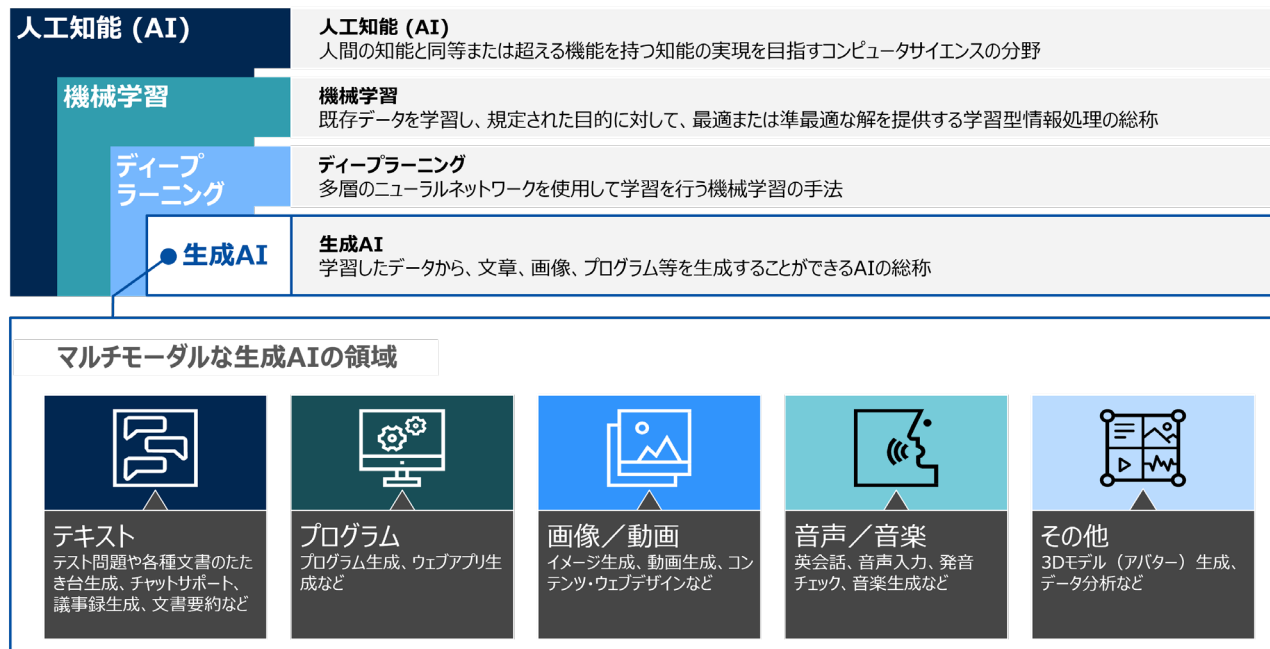 人工知能 (AI)
人工知能 (AI)
人間の知能と同等または超える機能を持つ知能の実現を目指すコンピュータサイエンスの分野
機械学習
機械学習
既存データを学習し、規定された目的に対して、最適または準最適な解を提供する学習型情報処理の総称
ディープ
ラーニング
ディープラーニング
多層のニューラルネットワークを使用して学習を行う機械学習の手法
生成AI
生成AI
学習したデータから、文章、画像、プログラム等を生成することができるAIの総称
マルチモーダルな生成AIの領域
テキスト
テスト問題や各種文書のたた
き台生成、チャットサポート、
議事録生成、文書要約など
プログラム
プログラム生成、ウェブアプリ生
成など
画像／動画
イメージ生成、動画生成、コン
テンツ・ウェブデザインなど
音声／音楽
英会話、音声入力、発音
チェック、音楽生成など
その他
3Dモデル（アバター）生成、
データ分析など